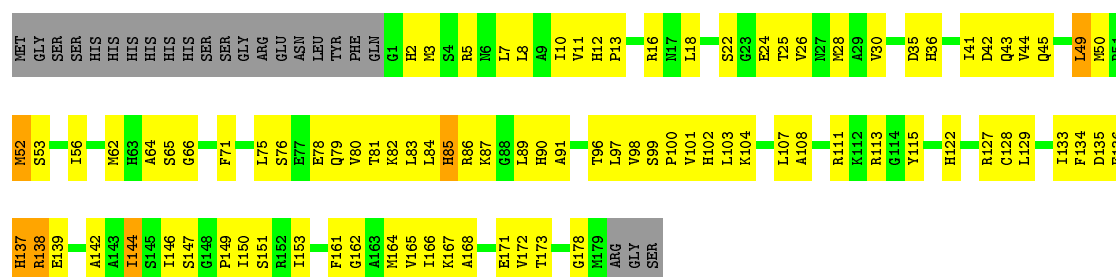 MET GLY SER SER HIS HIS HIS HIS HIS HIS SER SER GLY ARG GLU ASN LEU TYR PHE GLN G1 H2 M3 S4 R5 N6 L7 L8 A9 I10 V11 H12 P13 R16 N17 L18 S22 G23 E24 T25 V26 N27 M28 A29 V30 D35 H36 I41 D42 Q43 V44 Q45 L49 M50
M52 S53 I56 M62 H63 A64 S65 G66 F71 L75 S76 E77 E78 Q79 V80 T81 K82 L83 L84 H85 R86 K87 G88 L89 H90 A91 T96 L97 V98 S99 P100 V101 H102 L103 K104 L107 A108 R111 K112 R113 G114 Y115 H122 R127 C128 L129 I133 F134 D135
H137 R138 E139 A142 A143 I144 S145 I146 S147 G148 P149 I150 S151 R152 I153 F161 G162 A163 M164 V165 I166 K167 A168 E171 V172 T173 G178 M179 ARG GLY SER